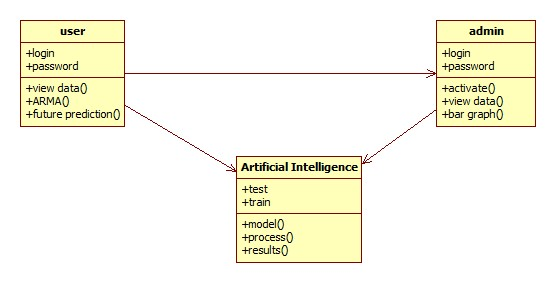 user
+login
+password
+view data()
+ARMA()
+future prediction()
admin
+login
+password
+activate()
+view data()
+bar graph()
Artificial Intelligence
+test
+train
+model()
+process()
+results()